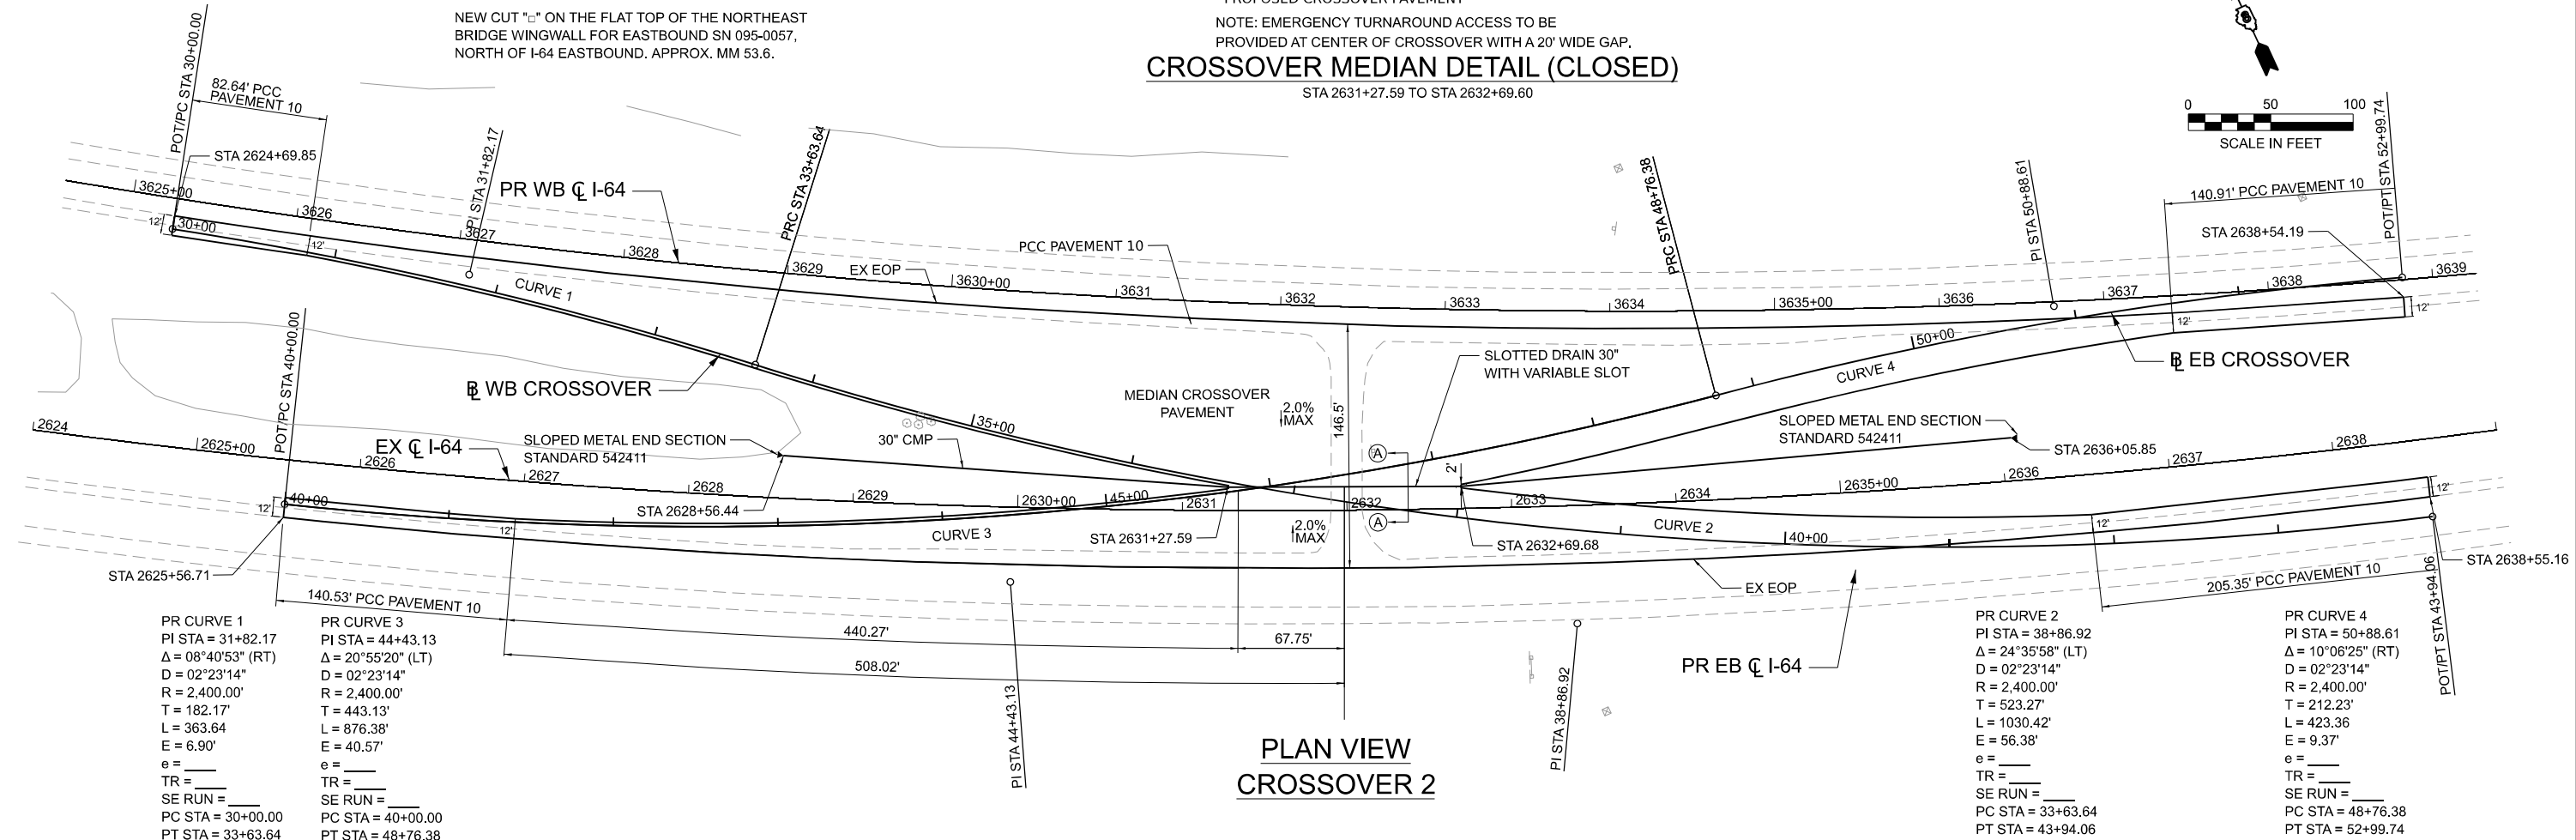 NEW CUT "□" ON THE FLAT TOP OF THE NORTHEAST
BRIDGE WINGWALL FOR EASTBOUND SN 095-0057,
NORTH OF I-64 EASTBOUND. APPROX. MM 53.6.
PROPOSED CROSSOVER PAVEMENT
NOTE: EMERGENCY TURNAROUND ACCESS TO BE
PROVIDED AT CENTER OF CROSSOVER WITH A 20' WIDE GAP.
CROSSOVER MEDIAN DETAIL (CLOSED)
STA 2631+27.59 TO STA 2632+69.60
0 50 100
SCALE IN FEET
POT/PC STA 30+00.00
82.64' PCC
PAVEMENT 10
STA 2624+69.85
PI STA 31+82.17
PRC STA 33+63.64
PRC STA 48+76.38
PI STA 50+88.61
POT/PT STA 52+99.74
140.91' PCC PAVEMENT 10
STA 2638+54.19
PR WB ℄ I-64
3625+00 3626 3627 3628 3629 3630+00 3631 3632 3633 3634 3635+00 3636 3637 3638 3639
12' 30+00 12'
PCC PAVEMENT 10
EX EOP
CURVE 1
50+00 12' 12'
SLOTTED DRAIN 30"
WITH VARIABLE SLOT
CURVE 4
BL EB CROSSOVER
BL WB CROSSOVER
MEDIAN CROSSOVER
PAVEMENT
2.0%
MAX
146.5'
35+00
POT/PC STA 40+00.00
EX ℄ I-64
SLOPED METAL END SECTION
STANDARD 542411
30" CMP
A
2'
SLOPED METAL END SECTION
STANDARD 542411
STA 2636+05.85
2624 2625+00 2626 2627 2628 2629 2630+00 2631 2632 2633 2634 2635+00 2636 2637 2638
12' 40+00 12'
45+00
STA 2628+56.44
CURVE 3
STA 2631+27.59
2.0%
MAX
A
STA 2632+69.68
CURVE 2
40+00
12' 12'
STA 2638+55.16
STA 2625+56.71
EX EOP
140.53' PCC PAVEMENT 10
440.27'
67.75'
508.02'
205.35' PCC PAVEMENT 10
PI STA 44+43.13
PI STA 38+86.92
PR EB ℄ I-64
POT/PT STA 43+94.06
PLAN VIEW
CROSSOVER 2
PR CURVE 1
PI STA = 31+82.17
Δ = 08°40'53" (RT)
D = 02°23'14"
R = 2,400.00'
T = 182.17'
L = 363.64
E = 6.90'
e = ____
TR = ____
SE RUN = ____
PC STA = 30+00.00
PT STA = 33+63.64
PR CURVE 3
PI STA = 44+43.13
Δ = 20°55'20" (LT)
D = 02°23'14"
R = 2,400.00'
T = 443.13'
L = 876.38'
E = 40.57'
e = ____
TR = ____
SE RUN = ____
PC STA = 40+00.00
PT STA = 48+76.38
PR CURVE 2
PI STA = 38+86.92
Δ = 24°35'58" (LT)
D = 02°23'14"
R = 2,400.00'
T = 523.27'
L = 1030.42'
E = 56.38'
e = ____
TR = ____
SE RUN = ____
PC STA = 33+63.64
PT STA = 43+94.06
PR CURVE 4
PI STA = 50+88.61
Δ = 10°06'25" (RT)
D = 02°23'14"
R = 2,400.00'
T = 212.23'
L = 423.36
E = 9.37'
e = ____
TR = ____
SE RUN = ____
PC STA = 48+76.38
PT STA = 52+99.74